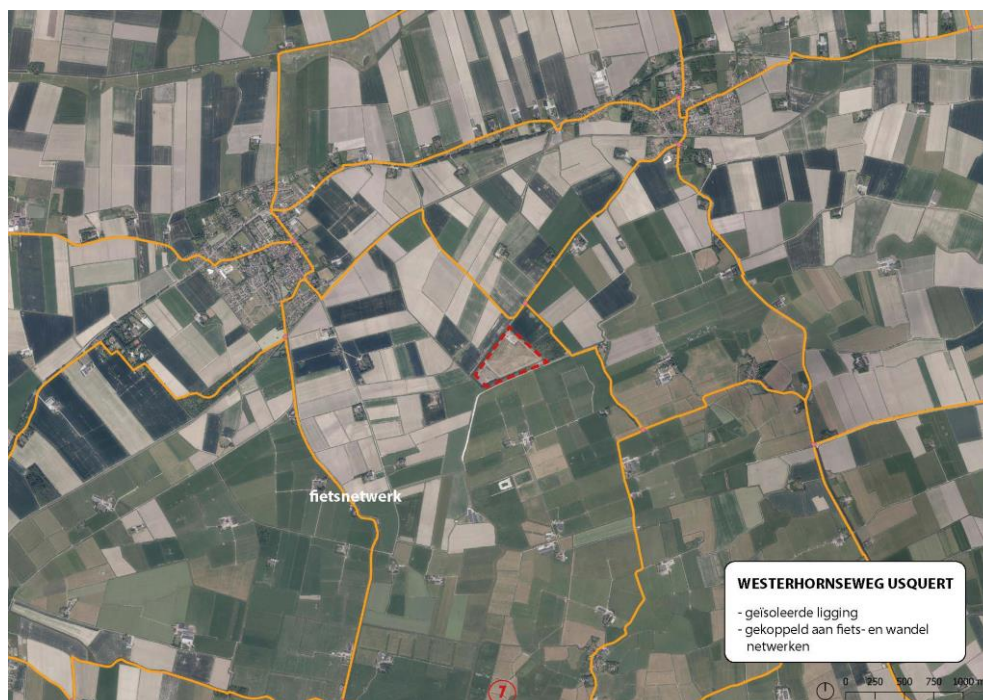 fietsnetwerk
WESTERHORNSEWEG USQUERT
- geïsoleerde ligging
- gekoppeld aan fiets- en wandel
netwerken
7
0 250 500 750 1000 m